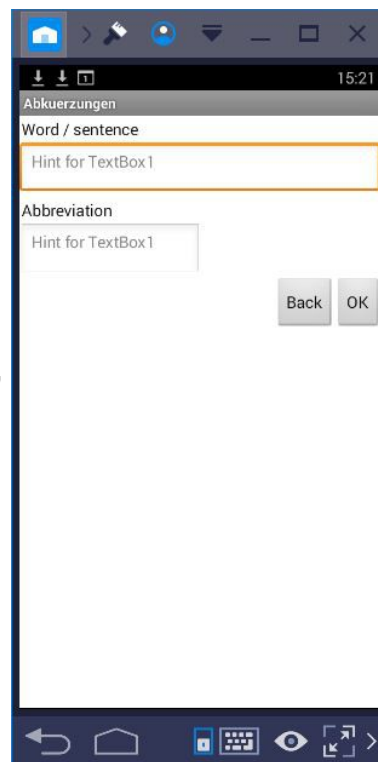 15:21
Abkuerzungen
Word / sentence
Hint for TextBox1
Abbreviation
Hint for TextBox1
Back OK